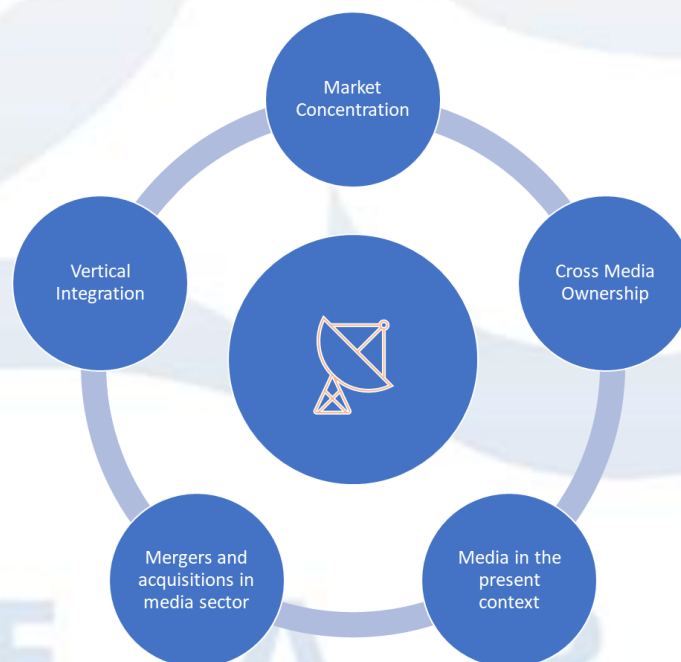 Market
Concentration
Cross Media
Ownership
Media in the
present
context
Mergers and
acquisitions in
media sector
Vertical
Integration